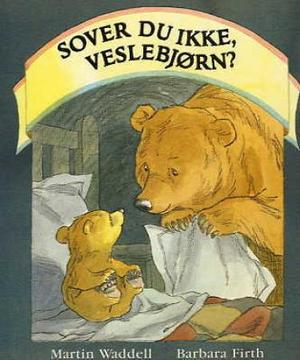 SOVER DU IKKE,
VESLEBJØRN?
Martin Waddell Barbara Firth